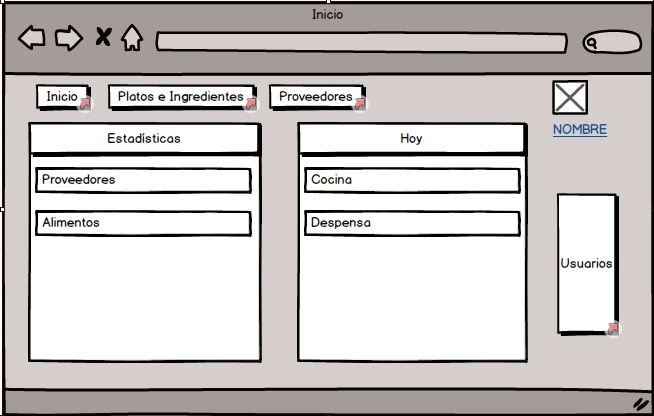 Inicio
Inicio
Platos e Ingredientes
Proveedores
NOMBRE
Estadísticas
Hoy
Proveedores
Cocina
Alimentos
Despensa
Usuarios